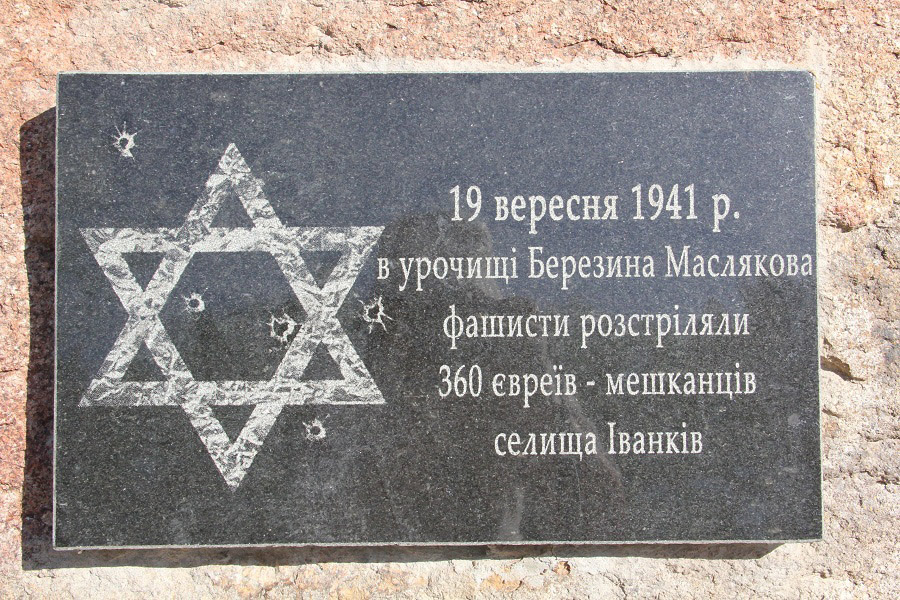 19 вересня 1941 р.
в урочищі Березина Маслякова
фашисти розстріляли
360 євреїв - мешканців
селища Іванків